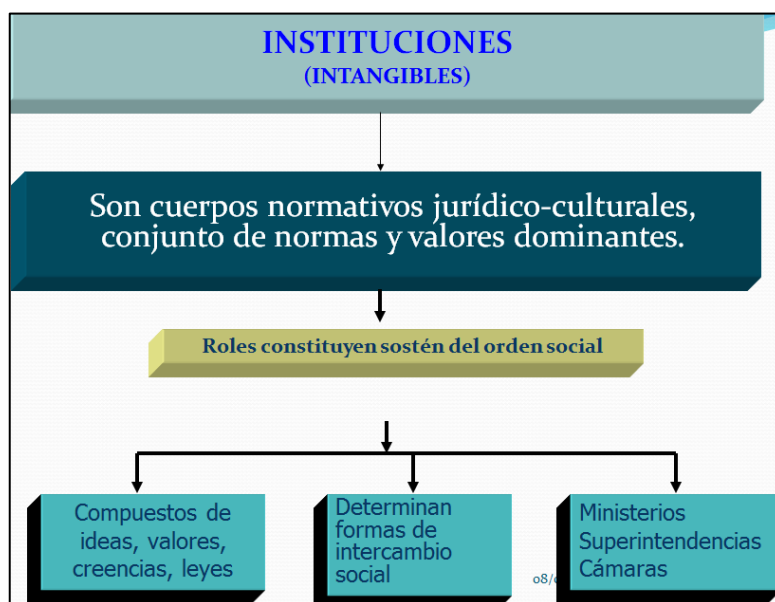 INSTITUCIONES
(INTANGIBLES)
Son cuerpos normativos jurídico-culturales,
conjunto de normas y valores dominantes.
Roles constituyen sostén del orden social
Compuestos de
ideas, valores,
creencias, leyes
Determinan
formas de
intercambio
social
Ministerios
Superintendencias
Cámaras
08/